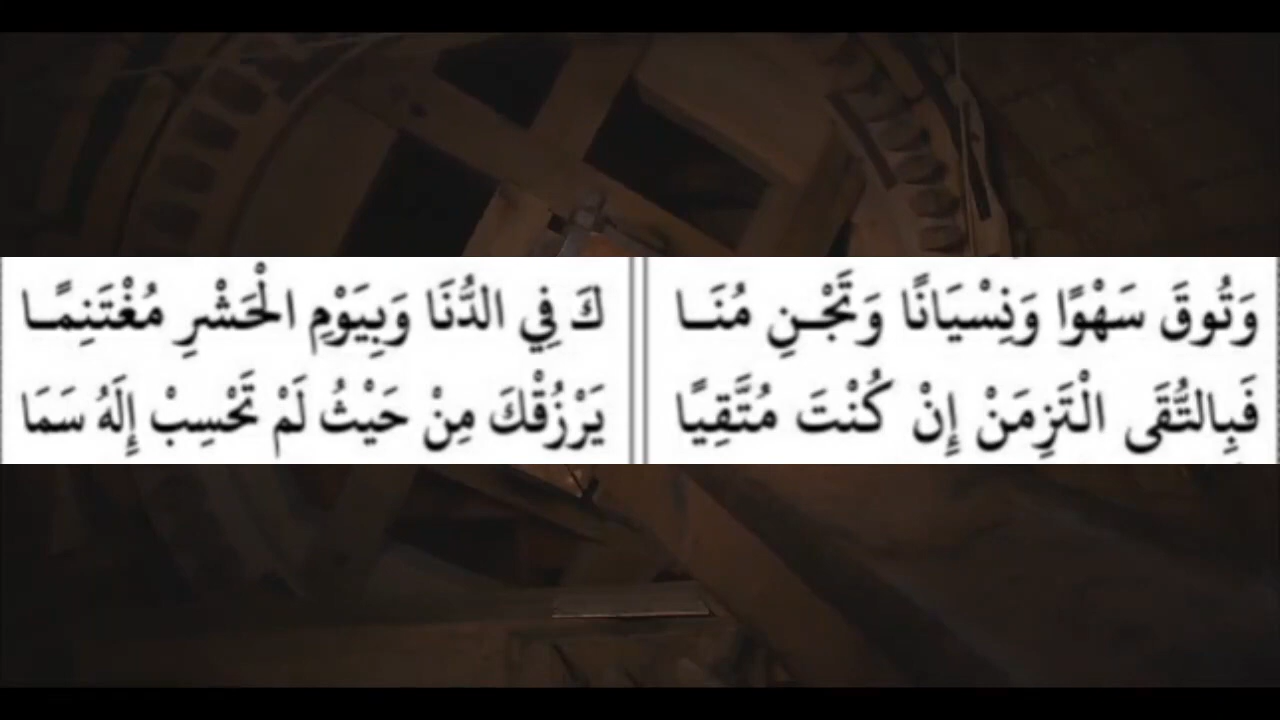 وَتُوقَ سَهْوًا وَنِسْيَانًا وَتَجْنِ مُنَا كَ فِي الدُّنَا وَبِيَوْمِ الْحَشْرِ مُغْتَنِمًا
فَبِالتُّقَى الْتَزِمَنْ إِنْ كُنْتَ مُتَّقِيًا يَرْزُقْكَ مِنْ حَيْثُ لَمْ تَحْسِبْ إِلَهُ سَمَا